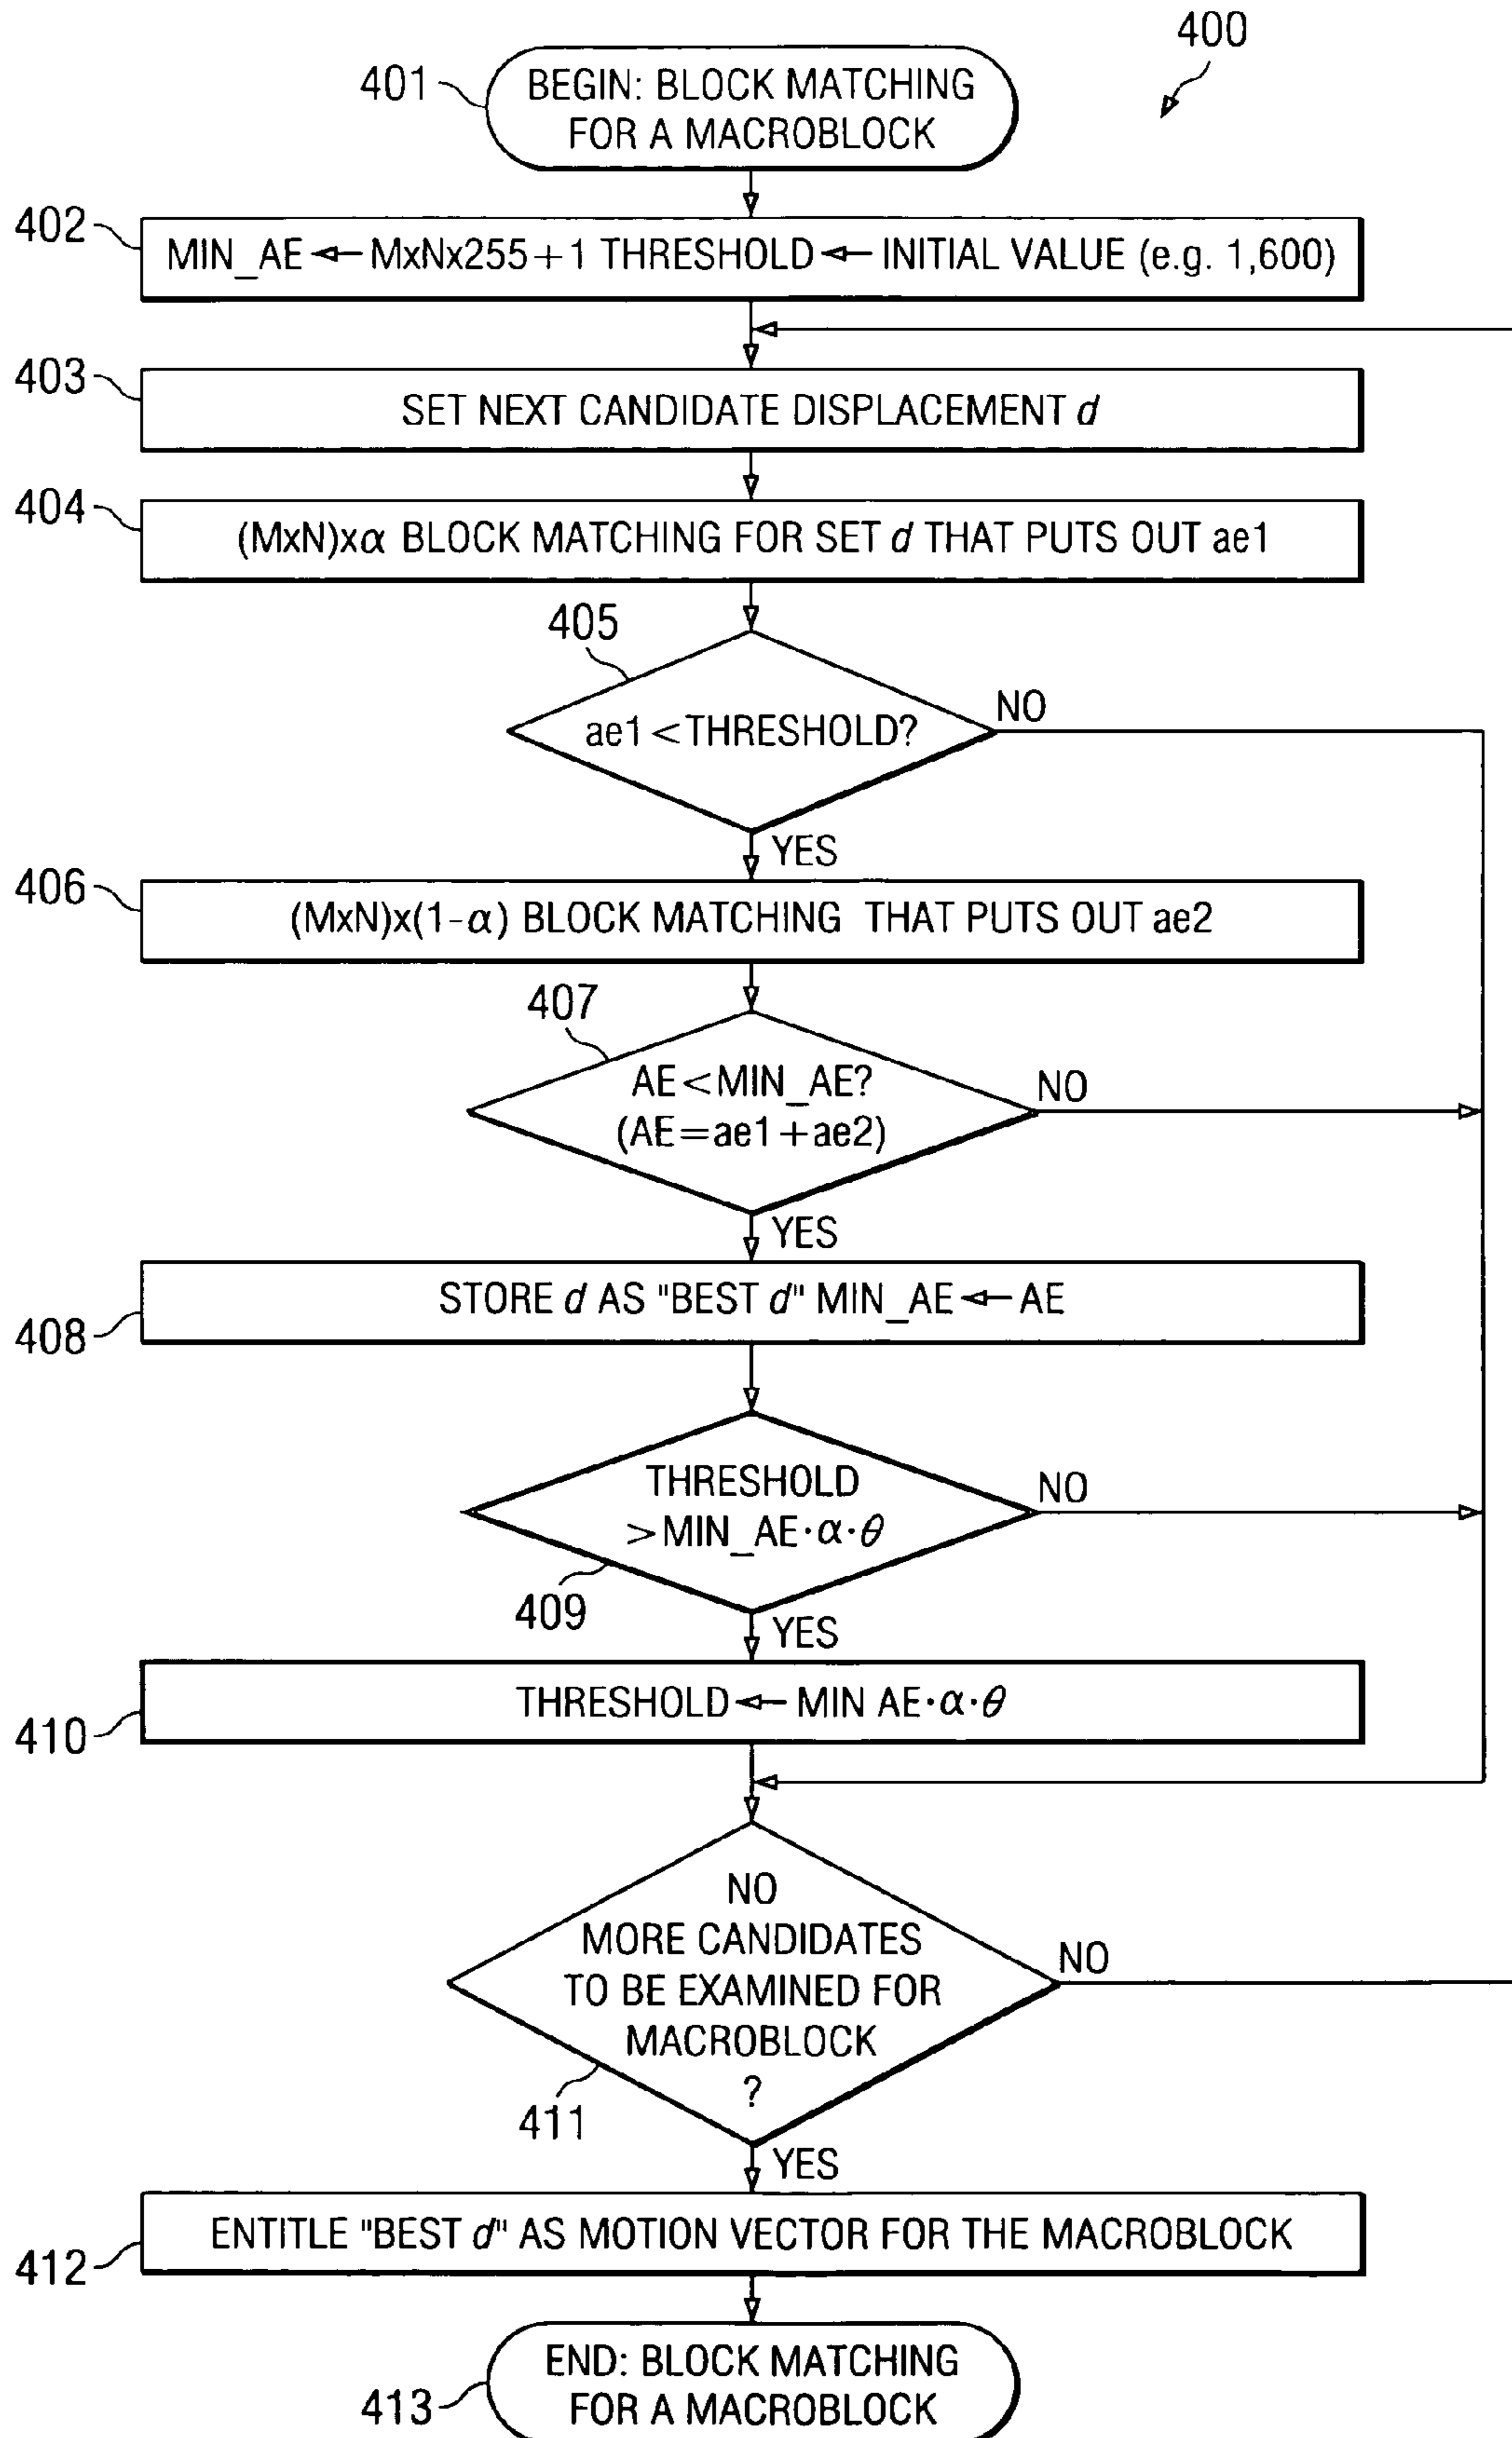 400
401
BEGIN: BLOCK MATCHING
FOR A MACROBLOCK
402
MIN_AE ← MxNx255+1 THRESHOLD ← INITIAL VALUE (e.g. 1,600)
403
SET NEXT CANDIDATE DISPLACEMENT d
404
(MxN)xα BLOCK MATCHING FOR SET d THAT PUTS OUT ae1
405
ae1 < THRESHOLD?
NO
YES
406
(MxN)x(1-α) BLOCK MATCHING THAT PUTS OUT ae2
407
AE < MIN_AE?
(AE=ae1+ae2)
NO
YES
STORE d AS "BEST d" MIN_AE ← AE
408
THRESHOLD
> MIN_AE·α·θ
NO
409
YES
THRESHOLD ← MIN AE·α·θ
410
NO
MORE CANDIDATES
TO BE EXAMINED FOR
MACROBLOCK
?
NO
411
YES
ENTITLE "BEST d" AS MOTION VECTOR FOR THE MACROBLOCK
412
END: BLOCK MATCHING
FOR A MACROBLOCK
413